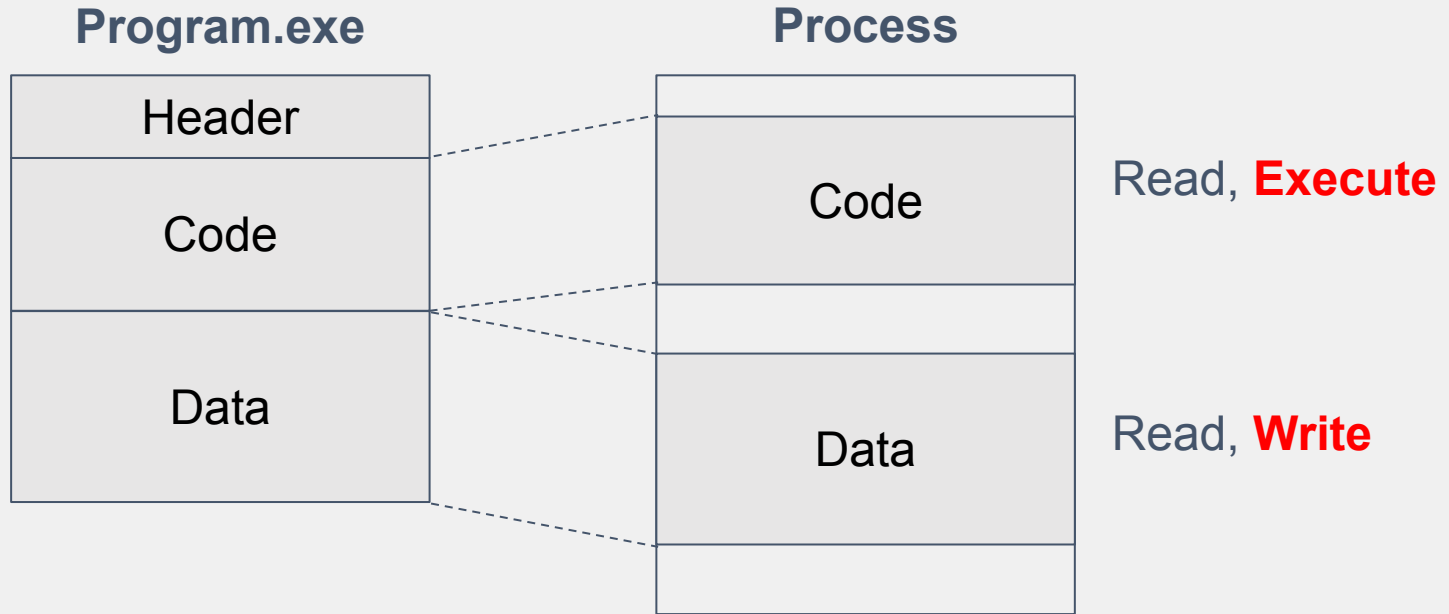 Program.exe
Process
Header
Code
Data
Code
Data
Read, Execute
Read, Write